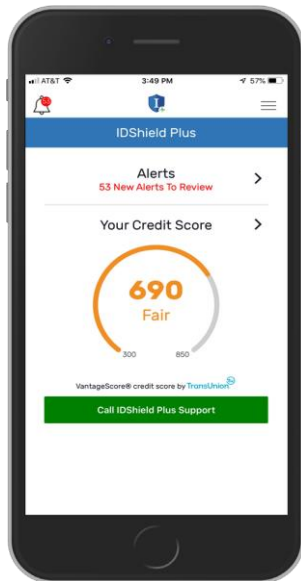 AT&T 3:49 PM 57%
IDShield Plus
Alerts
53 New Alerts To Review
Your Credit Score
690
Fair
300 850
VantageScore® credit score by TransUnion
Call IDShield Plus Support